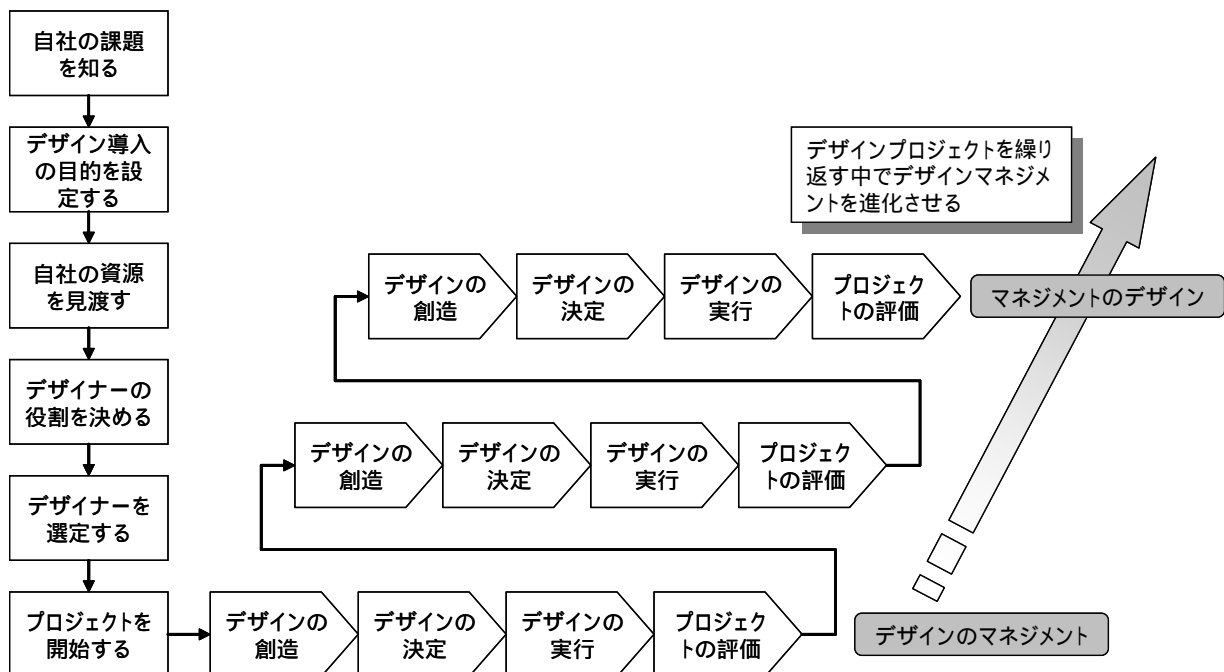 自社の課題
を知る
デザイン導入
の目的を設
定する
自社の資源
を見渡す
デザイナーの
役割を決める
デザイナーを
選定する
プロジェクトを
開始する
デザインの
創造
デザインの
決定
デザインの
実行
プロジェク
トの評価
デザインの
創造
デザインの
決定
デザインの
実行
プロジェク
トの評価
デザインの
創造
デザインの
決定
デザインの
実行
プロジェク
トの評価
デザインプロジェクトを繰り
返す中でデザインマネジメ
ントを進化させる
マネジメントのデザイン
デザインのマネジメント